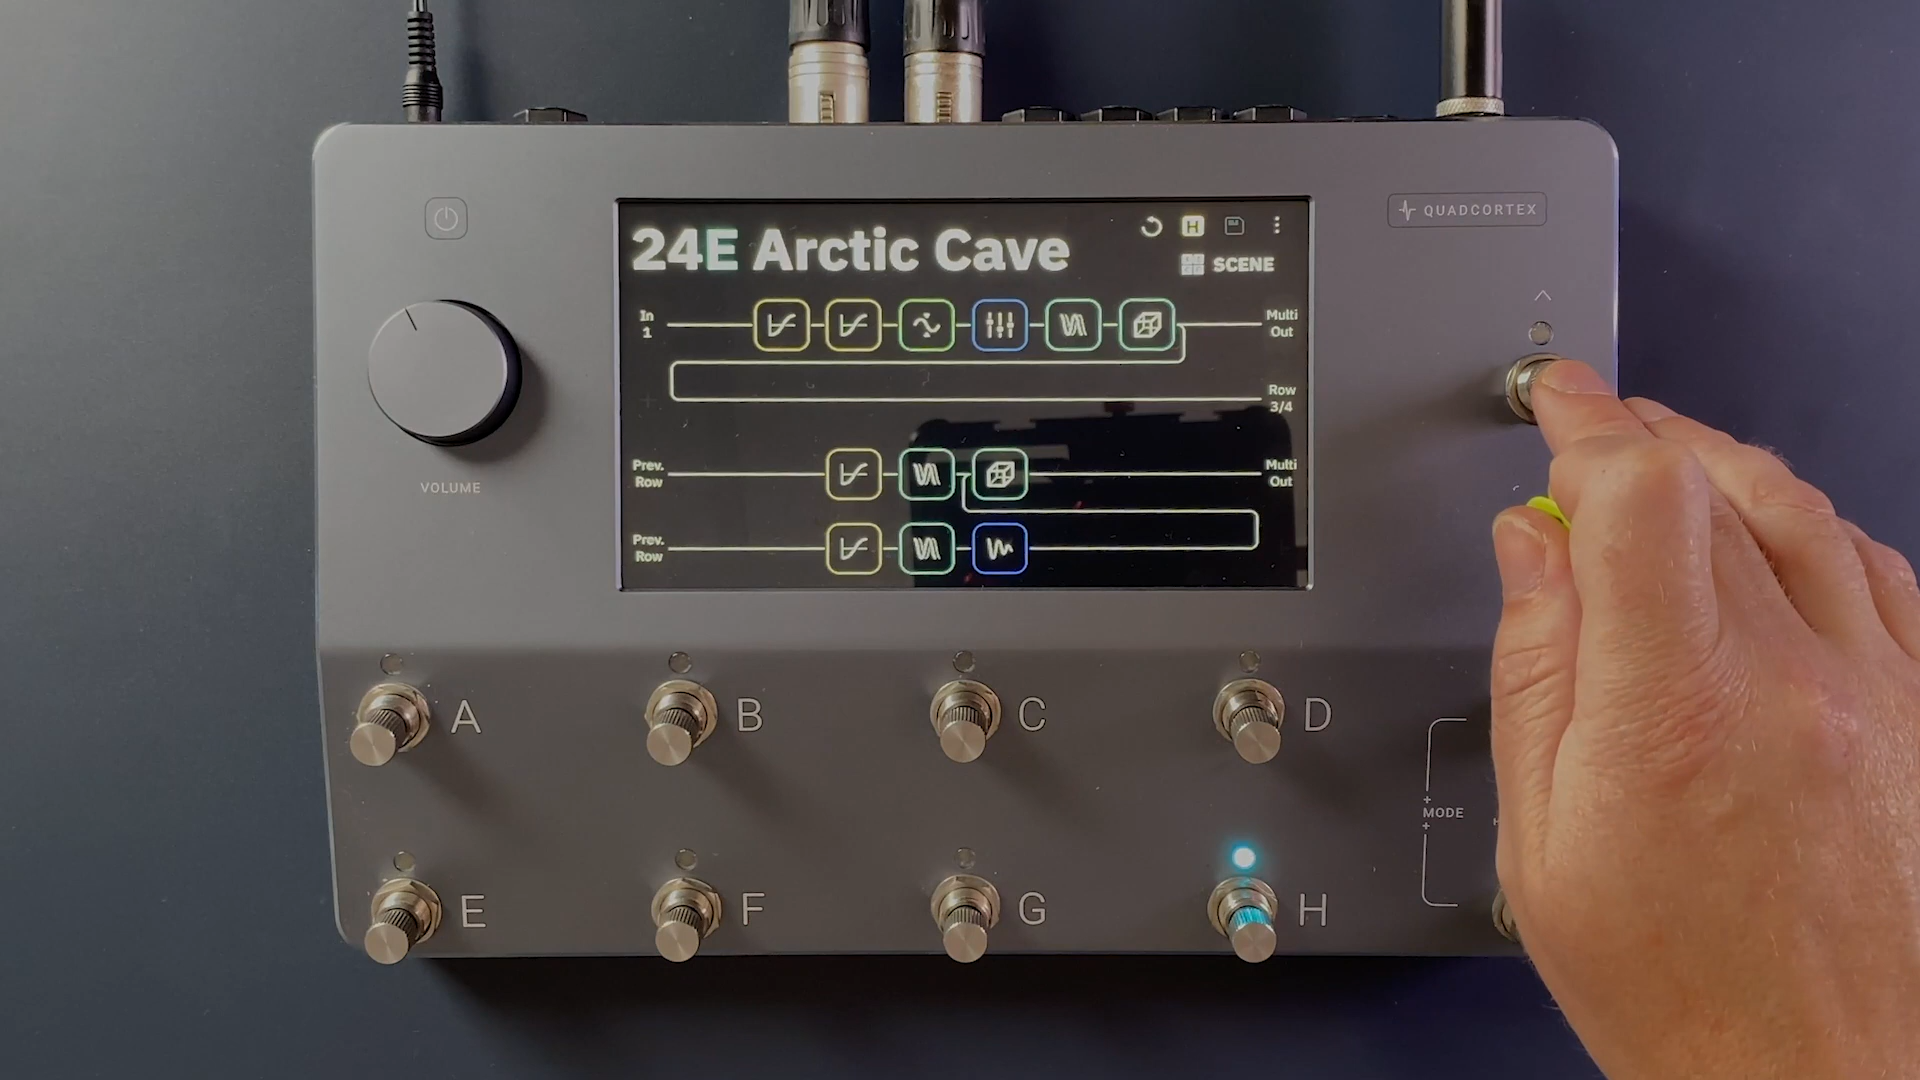 QUADCORTEX
24E Arctic Cave
H
SCENE
In
1
Multi
Out
Row
3/4
Prev.
Row
Multi
Out
Prev.
Row
VOLUME
A
B
C
D
MODE
E
F
G
H